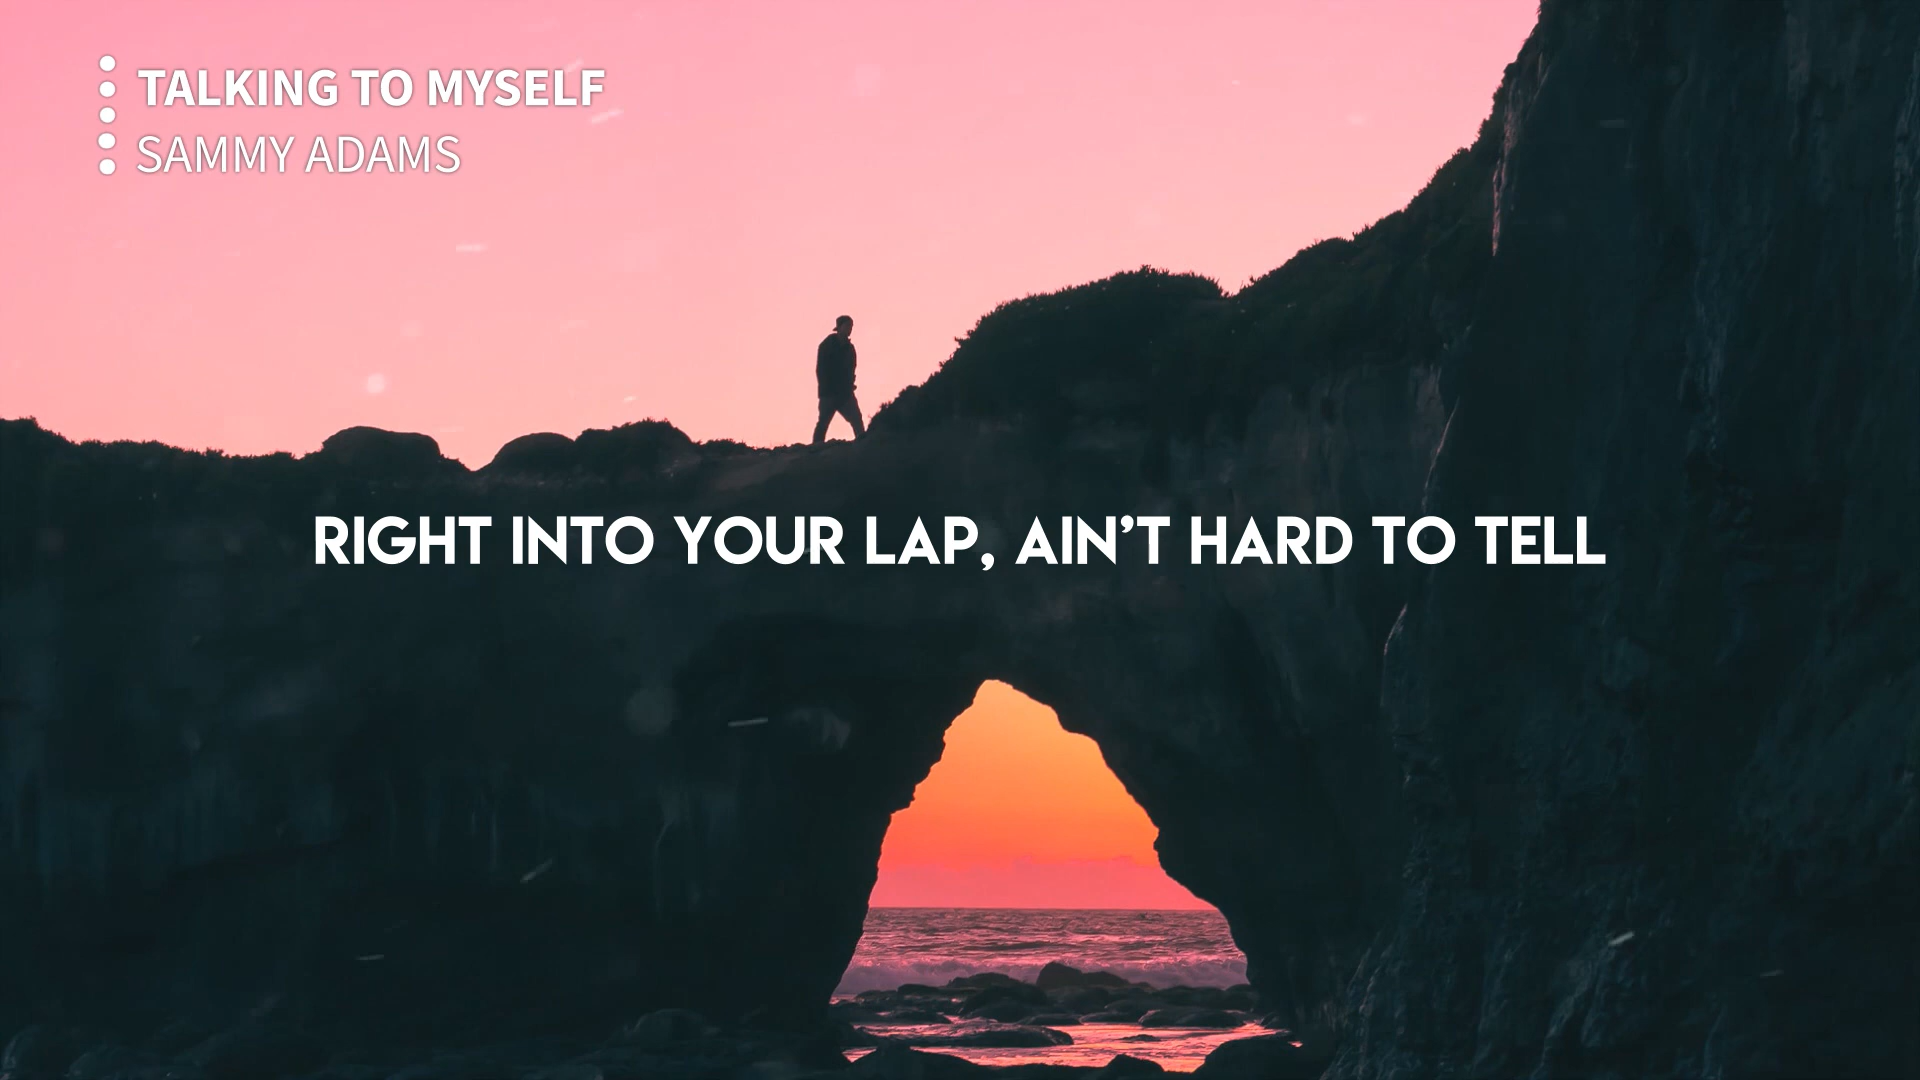 TALKING TO MYSELF
SAMMY ADAMS
RIGHT INTO YOUR LAP, AIN'T HARD TO TELL